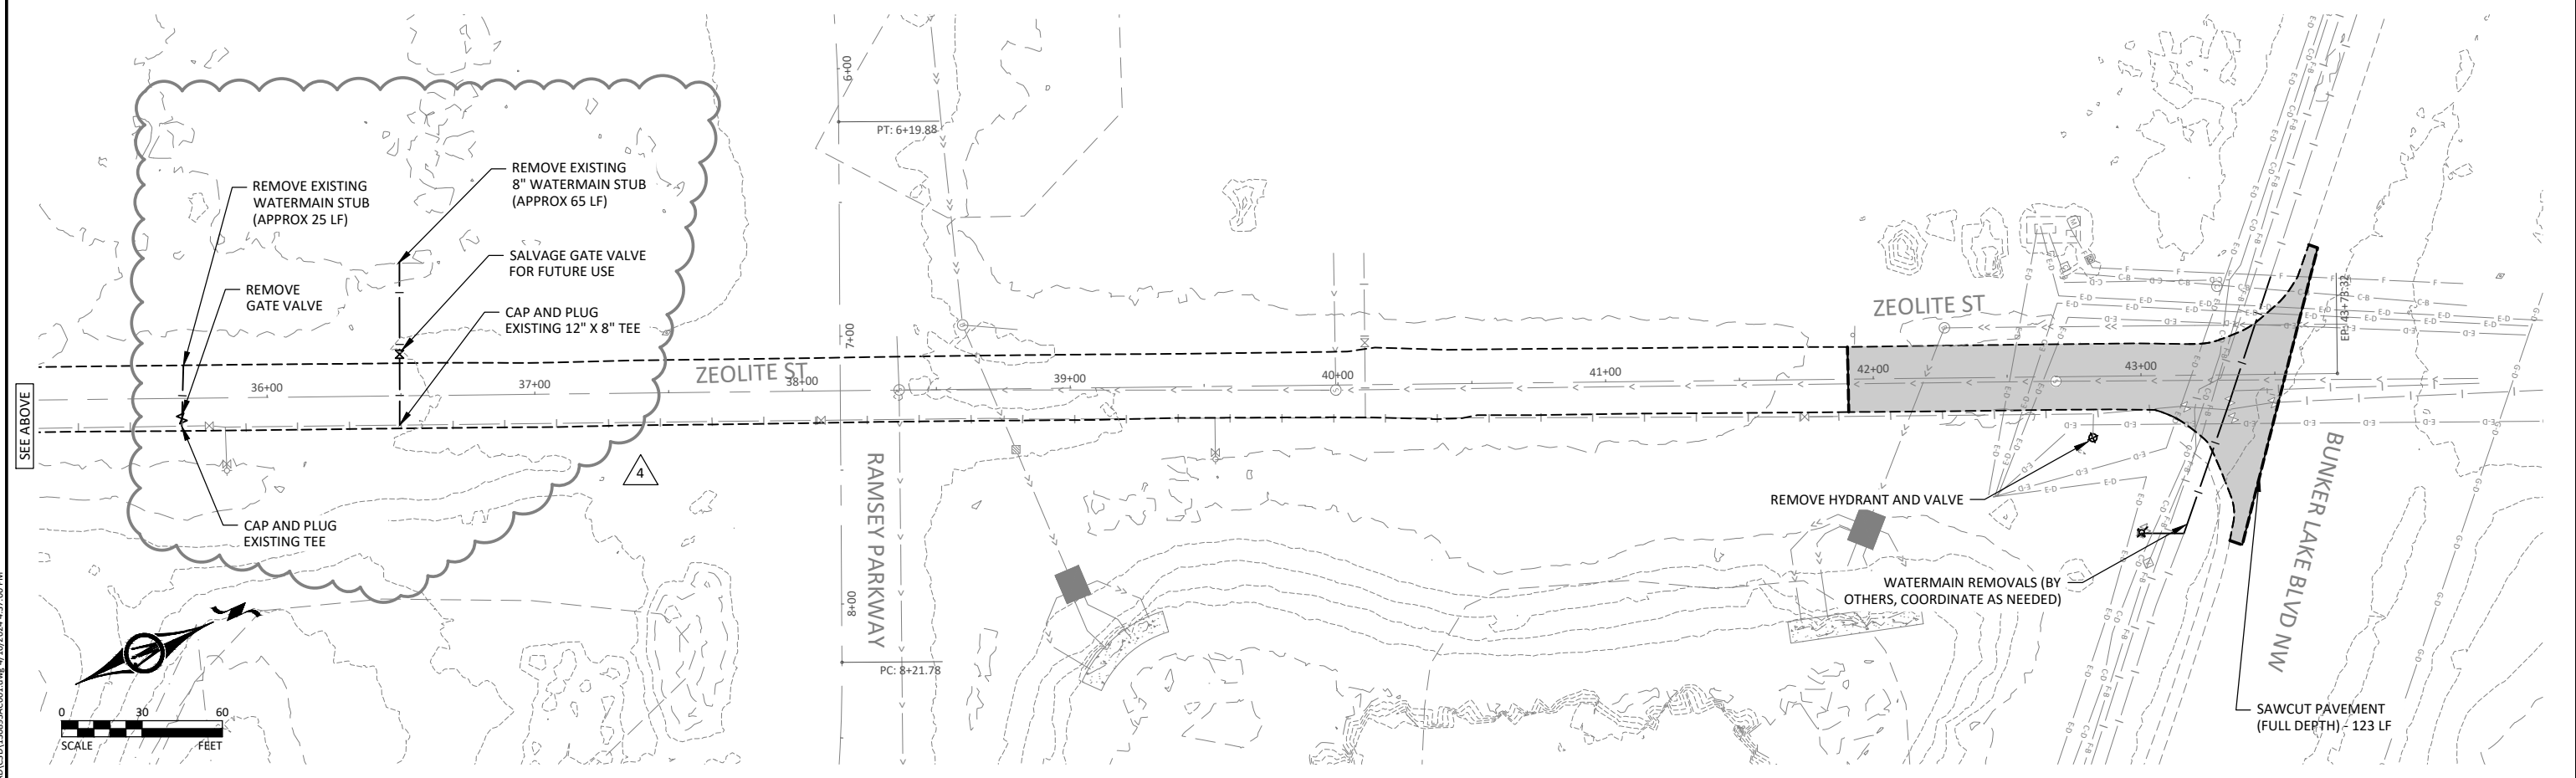 REMOVE EXISTING
WATERMAIN STUB
(APPROX 25 LF)
REMOVE
GATE VALVE
CAP AND PLUG
EXISTING TEE
REMOVE EXISTING
8" WATERMAIN STUB
(APPROX 65 LF)
SALVAGE GATE VALVE
FOR FUTURE USE
CAP AND PLUG
EXISTING 12" X 8" TEE
SEE ABOVE
36+00
37+00
ZEOLITE ST
38+00
39+00
40+00
41+00
42+00
43+00
4
6+00
PT: 6+19.88
7+00
RAMSEY PARKWAY
8+00
PC: 8+21.78
ZEOLITE ST
EP: 43+73.32
REMOVE HYDRANT AND VALVE
WATERMAIN REMOVALS (BY
OTHERS, COORDINATE AS NEEDED)
BUNKER LAKE BLVD NW
SAWCUT PAVEMENT
(FULL DEPTH) - 123 LF
0 30 60
SCALE FEET